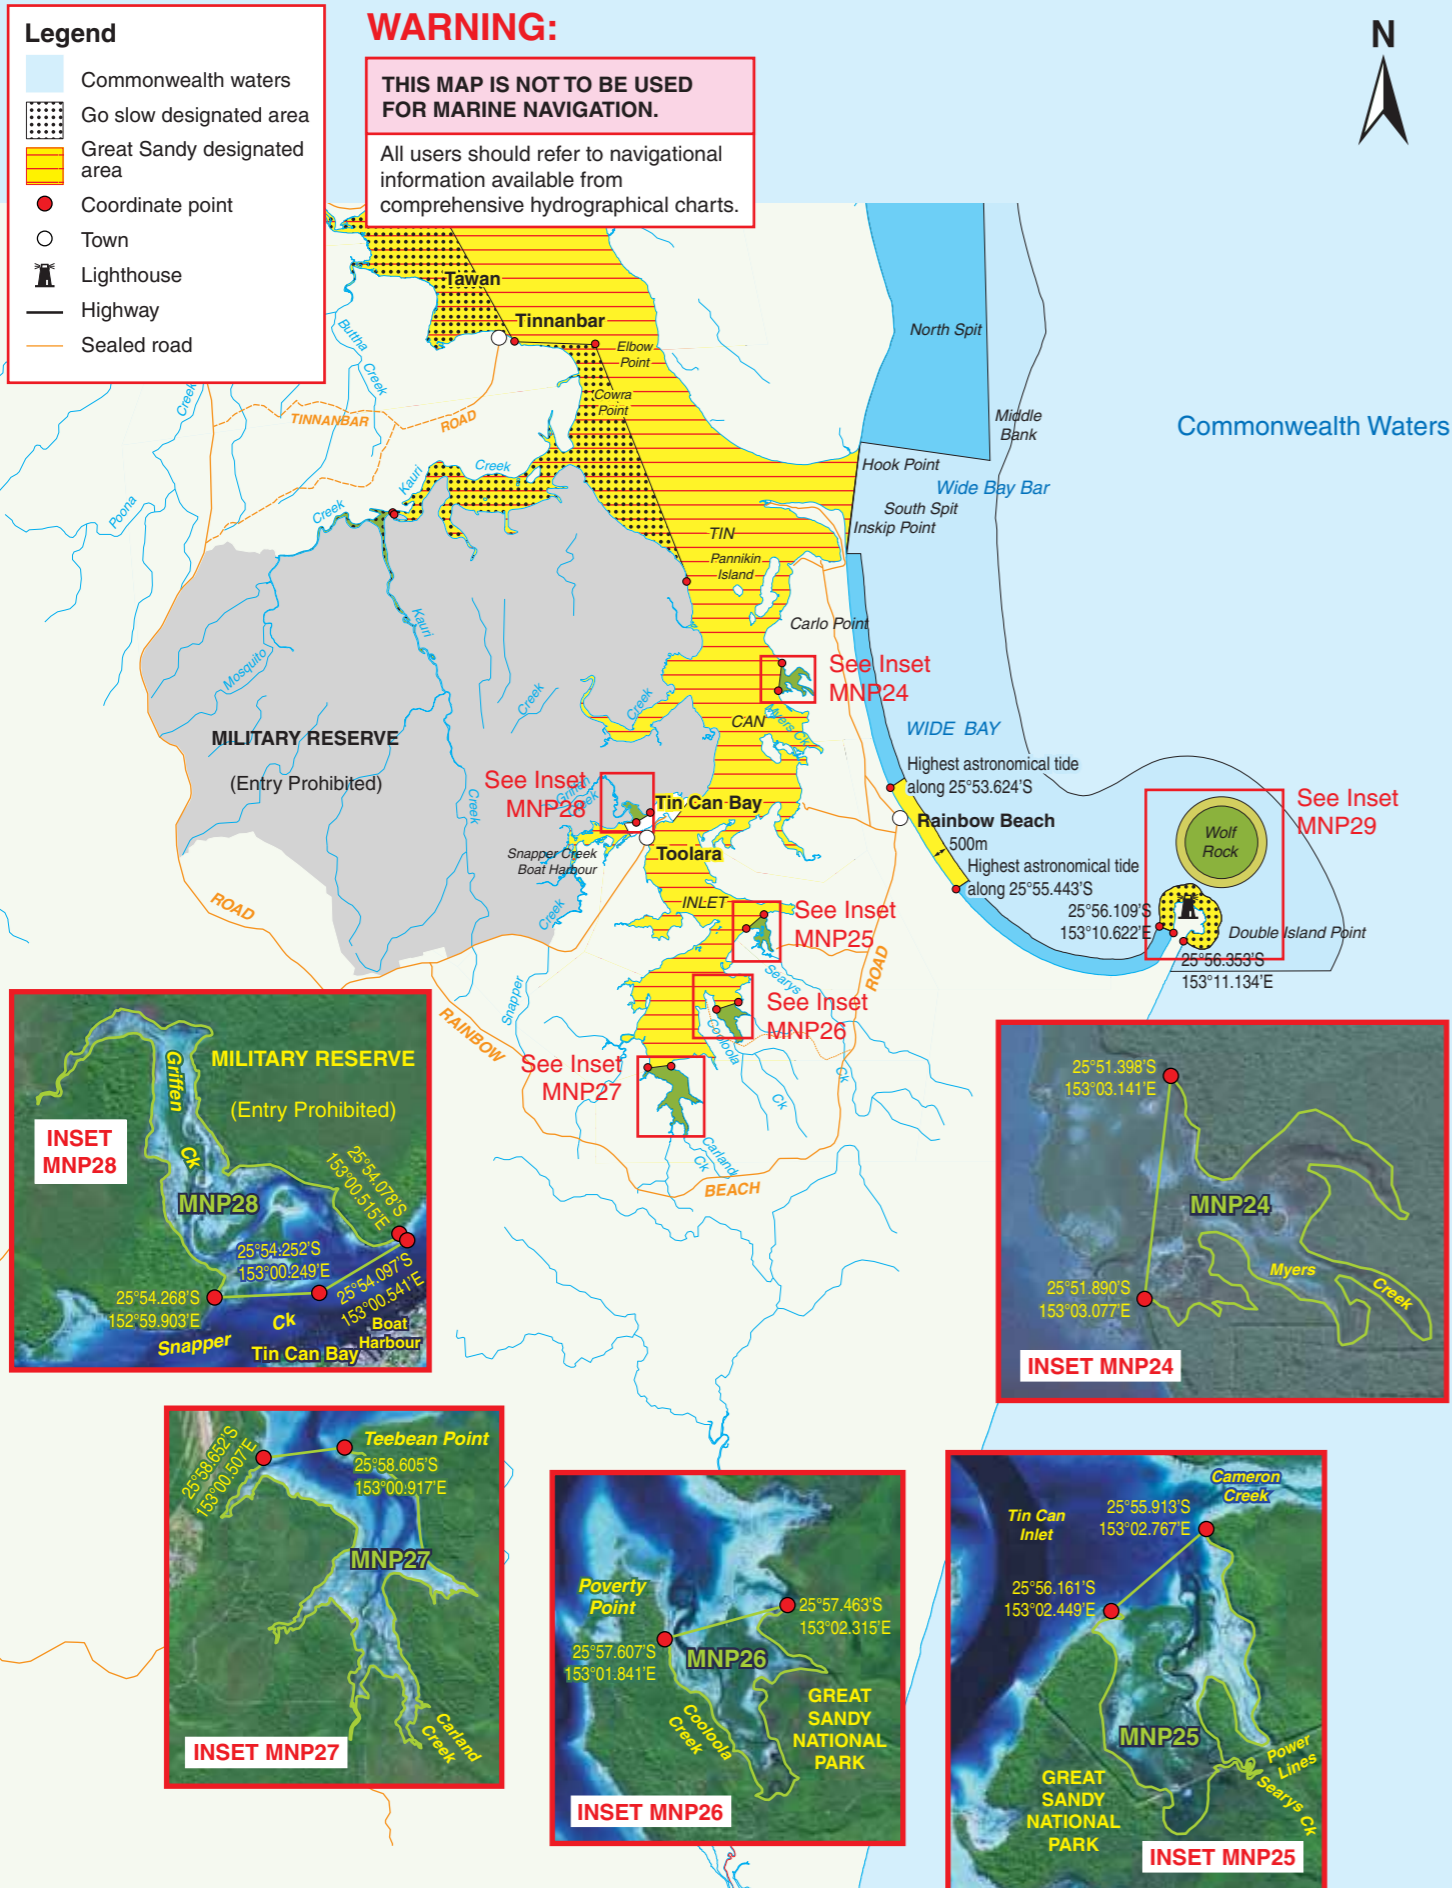 Legend
Commonwealth waters
Go slow designated area
Great Sandy designated
area
Coordinate point
Town
Lighthouse
Highway
Sealed road
WARNING:
THIS MAP IS NOT TO BE USED
FOR MARINE NAVIGATION.
All users should refer to navigational
information available from
comprehensive hydrographical charts.
N
Tawan
Tinnanbar
Elbow
Point
Cowra
Point
Buttha
Creek
Creek
TINNANBAR
ROAD
Poona
Creek
Kauri
Creek
North Spit
Middle
Bank
Commonwealth Waters
Hook Point
Wide Bay Bar
South Spit
Inskip Point
TIN
Pannikin
Island
Carlo Point
Kauri
Mosquito
Creek
Creek
See Inset
MNP24
Myers Ck
CAN
WIDE BAY
MILITARY RESERVE
(Entry Prohibited)
Creek
See Inset
MNP28
Griffen
Creek
Tin Can Bay
Toolara
Snapper Creek
Boat Harbour
Creek
Highest astronomical tide
along 25°53.624'S
Rainbow Beach
500m
Highest astronomical tide
along 25°55.443'S
See Inset
MNP29
Wolf
Rock
25°56.109'S
153°10.622'E
Double Island Point
25°56.353'S
153°11.134'E
ROAD
INLET
See Inset
MNP25
Searys
Ck
ROAD
Snapper
RAINBOW
See Inset
MNP26
Cooloola
Ck
See Inset
MNP27
Carland
Ck
BEACH
Griffen
Ck
MILITARY RESERVE
(Entry Prohibited)
INSET
MNP28
MNP28
25°54.078'S
153°00.515'E
25°54.252'S
153°00.249'E
25°54.097'S
153°00.541'E
25°54.268'S
152°59.903'E
Snapper
Ck
Boat
Harbour
Tin Can Bay
25°51.398'S
153°03.141'E
MNP24
25°51.890'S
153°03.077'E
Myers
Creek
INSET MNP24
25°58.652'S
153°00.507'E
Teebean Point
25°58.605'S
153°00.917'E
MNP27
Carland
Creek
INSET MNP27
Poverty
Point
25°57.463'S
153°02.315'E
25°57.607'S
153°01.841'E
MNP26
Cooloola
Creek
GREAT
SANDY
NATIONAL
PARK
INSET MNP26
Cameron
Creek
Tin Can
Inlet
25°55.913'S
153°02.767'E
25°56.161'S
153°02.449'E
MNP25
Power
Lines
Searys Ck
GREAT
SANDY
NATIONAL
PARK
INSET MNP25